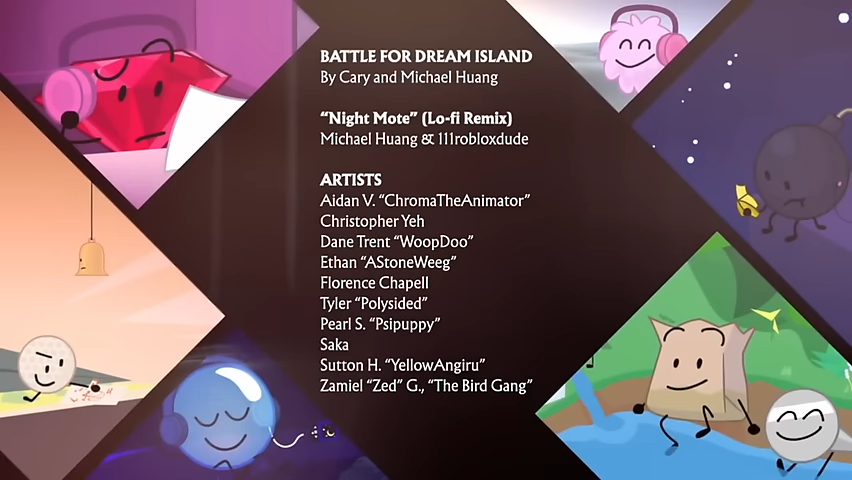 BATTLE FOR DREAM ISLAND
By Cary and Michael Huang
“Night Mote” (Lo-fi Remix)
Michael Huang & 111robloxdude
ARTISTS
Aidan V. “ChromaTheAnimator”
Christopher Yeh
Dane Trent “WoopDoo”
Ethan “AStoneWeeg”
Florence Chapell
Tyler “Polysided”
Pearl S. “Psipuppy”
Saka
Sutton H. “YellowAngiru”
Zamiel “Zed” G., “The Bird Gang”